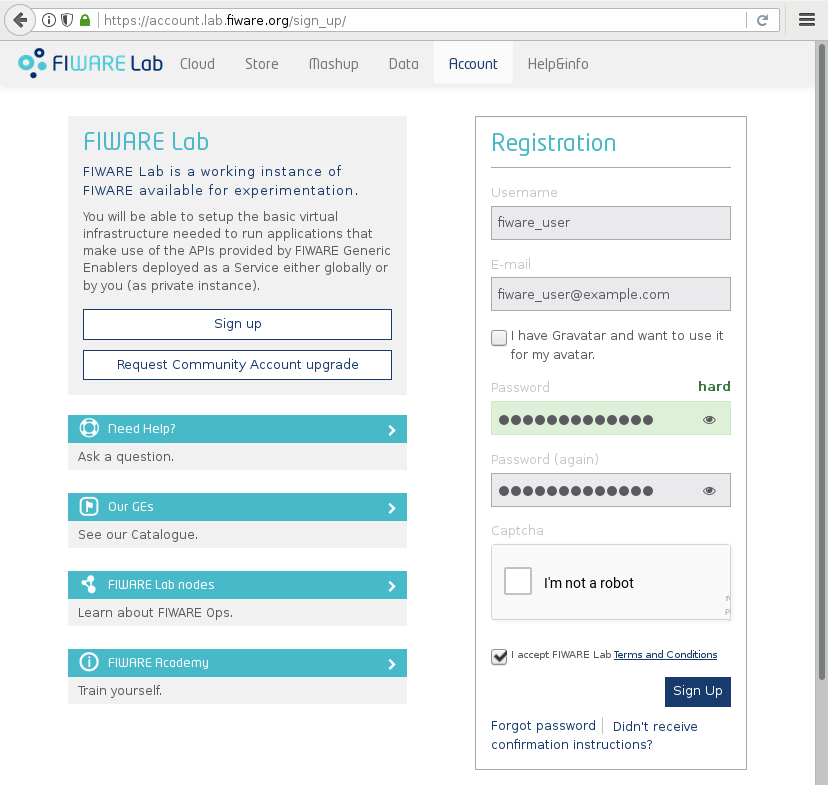 https://account.lab.fiware.org/sign_up/
FIWARE Lab Cloud Store Mashup Data Account Help&info
FIWARE Lab
FIWARE Lab is a working instance of
FIWARE available for experimentation.
You will be able to setup the basic virtual
infrastructure needed to run applications that
make use of the APIs provided by FIWARE Generic
Enablers deployed as a Service either globally or
by you (as private instance).
Sign up
Request Community Account upgrade
Need Help?
Ask a question.
Our GEs
See our Catalogue.
FIWARE Lab nodes
Learn about FIWARE Ops.
FIWARE Academy
Train yourself.
Registration
Username
fiware_user
E-mail
fiware_user@example.com
I have Gravatar and want to use it
for my avatar.
Password hard
Password (again)
Captcha
I'm not a robot
I accept FIWARE Lab Terms and Conditions
Sign Up
Forgot password Didn't receive
confirmation instructions?